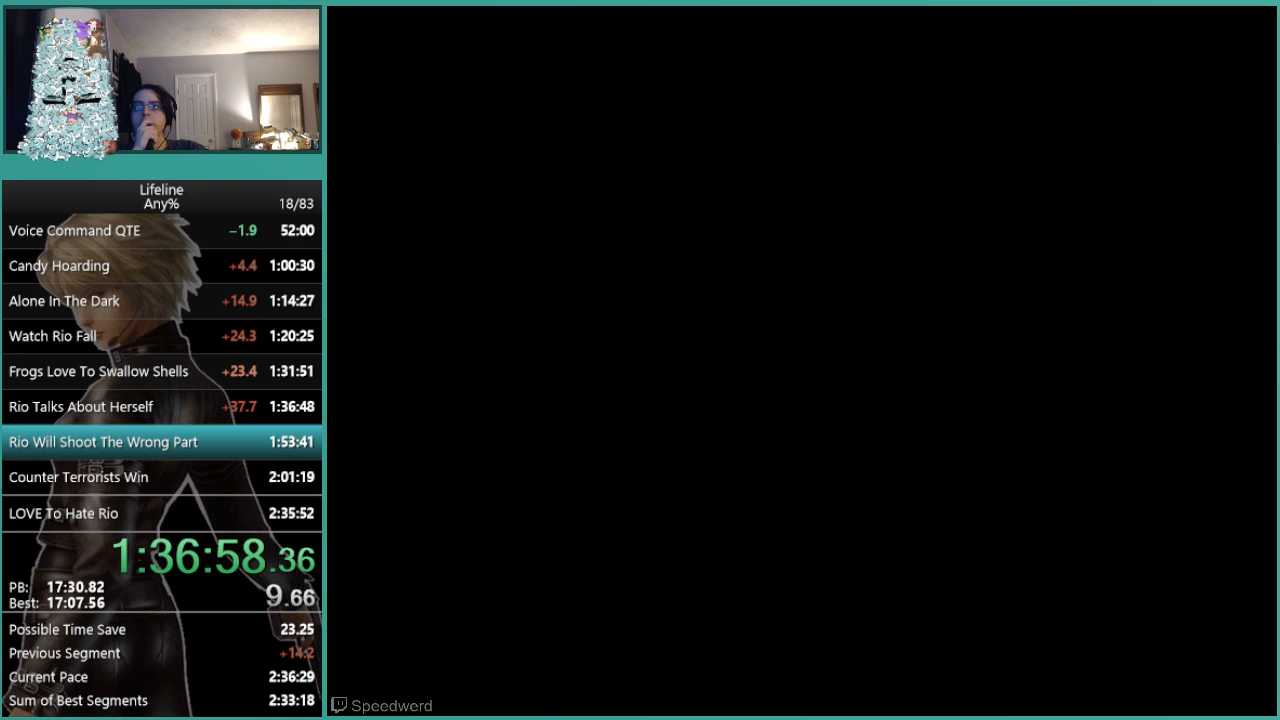 Lifeline
Any%
18/83
Voice Command QTE −1.9 52:00
Candy Hoarding +4.4 1:00:30
Alone In The Dark +14.9 1:14:27
Watch Rio Fall +24.3 1:20:25
Frogs Love To Swallow Shells +23.4 1:31:51
Rio Talks About Herself +37.7 1:36:48
Rio Will Shoot The Wrong Part 1:53:41
Counter Terrorists Win 2:01:19
LOVE To Hate Rio 2:35:52
1:36:58.36
PB: 17:30.82
Best: 17:07.56
9.66
Possible Time Save 23.25
Previous Segment +14.2
Current Pace 2:36:29
Sum of Best Segments 2:33:18
Speedwerd